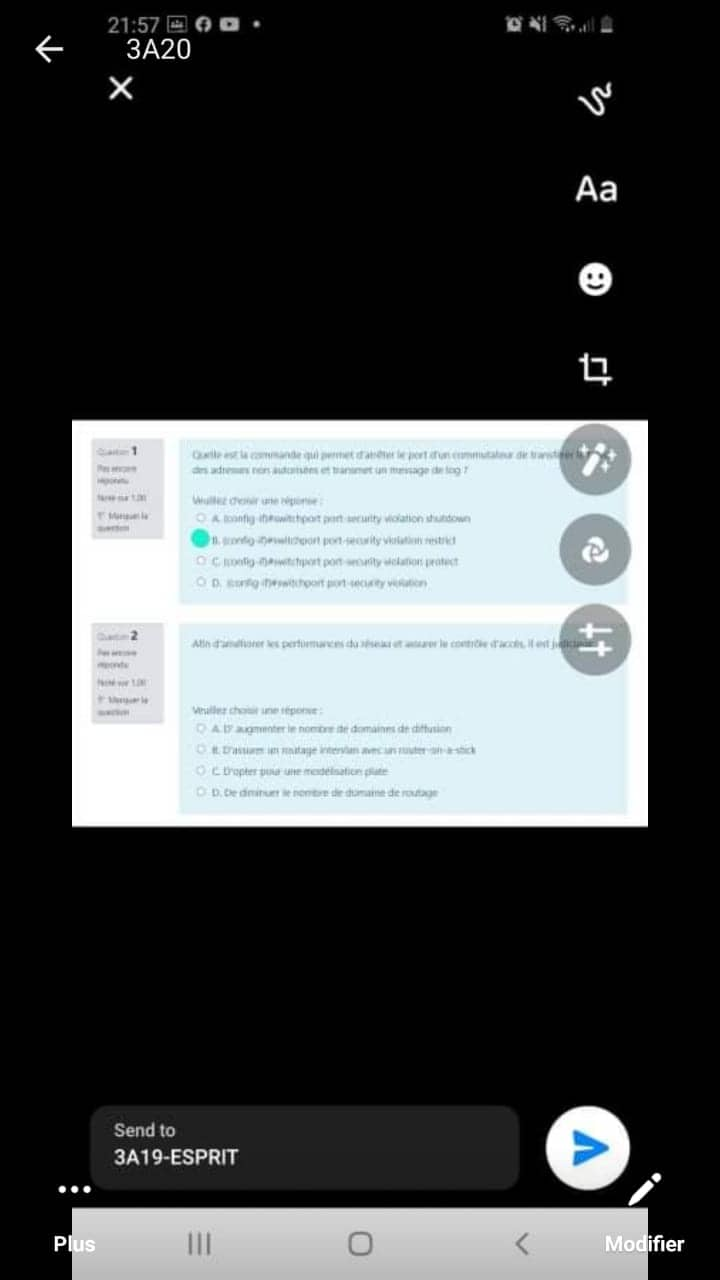 21:57
3A20
Aa
Question 1
Pas encore
répondu
Noté sur 1,00
Marquer la
question
Quelle est la commande qui permet d'arrêter le port d'un commutateur de transférer
des adresses non autorisées et transmet un message de log ?
Veuillez choisir une réponse :
A. (config-if)#switchport port-security violation shutdown
B. (config-if)#switchport port-security violation restrict
C. (config-if)#switchport port-security violation protect
D. (config-if)#switchport port-security violation
Question 2
Pas encore
répondu
Noté sur 1,00
Marquer la
question
Afin d'améliorer les performances du réseau et assurer le contrôle d'accès, il est judicieux
Veuillez choisir une réponse :
A. D' augmenter le nombre de domaines de diffusion
B. D'assurer un routage intervlan avec un router-on-a-stick
C. D'opter pour une modélisation plate
D. De diminuer le nombre de domaine de routage
Send to
3A19-ESPRIT
Plus
Modifier